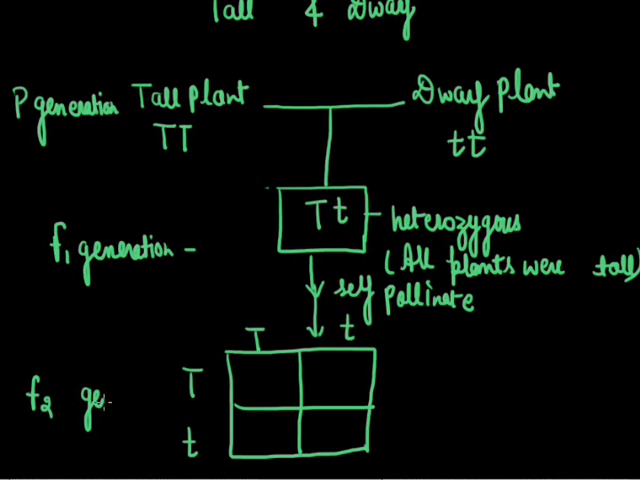 Tall & Dwarf
P generation Tall plant Dwarf plant
TT tt
Tt
f1 generation - heterozygous
(All plants were tall)
self pollinate
T t
T
f2 ge
t